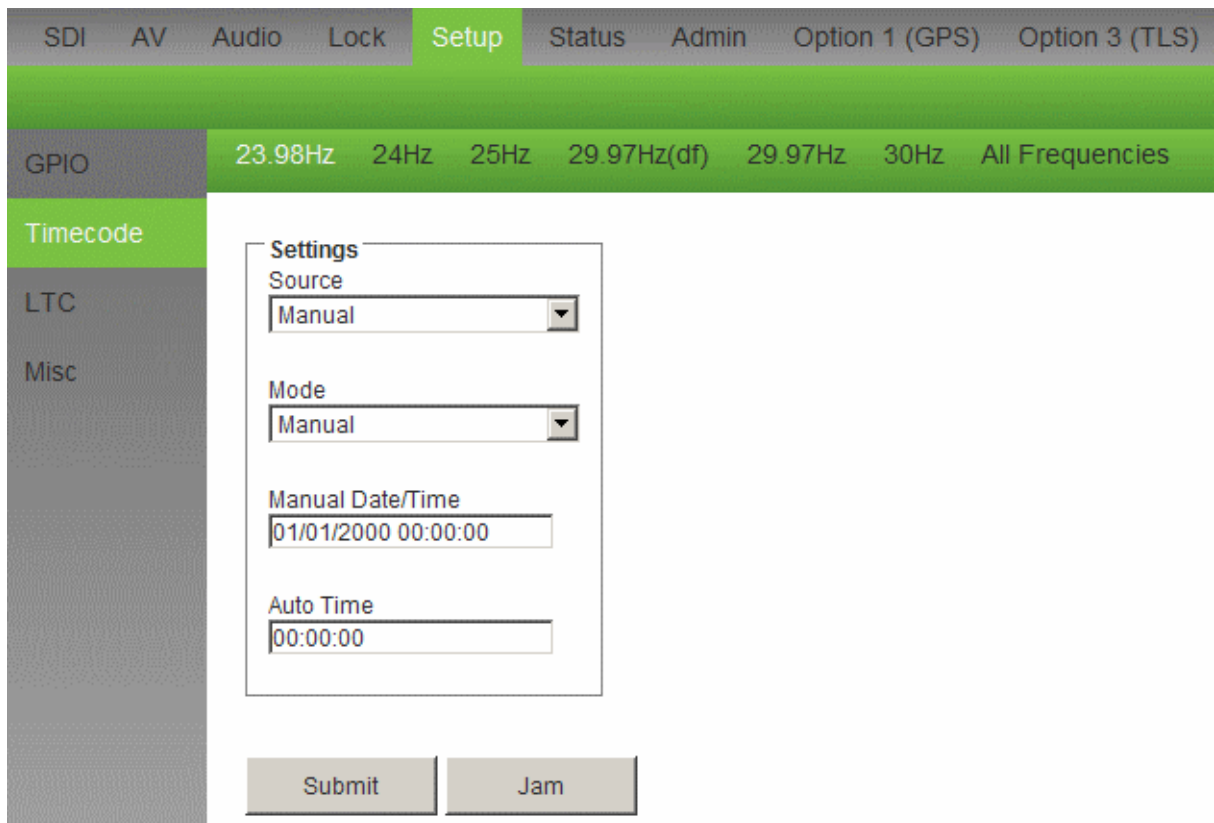 SDI AV Audio Lock Setup Status Admin Option 1 (GPS) Option 3 (TLS)
GPIO
Timecode
LTC
Misc
23.98Hz 24Hz 25Hz 29.97Hz(df) 29.97Hz 30Hz All Frequencies
Settings
Source
Manual
Mode
Manual
Manual Date/Time
01/01/2000 00:00:00
Auto Time
00:00:00
Submit Jam